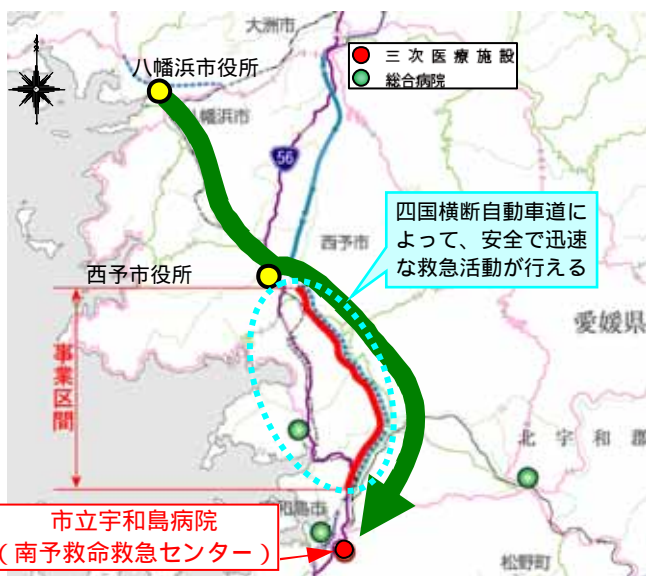 大洲市
三次医療施設
総合病院
八幡浜市役所
八幡浜市
56
四国横断自動車道に
よって、安全で迅速
な救急活動が行える
西予市
西予市役所
愛媛県
事業区間
北宇和郡
和島市
市立宇和島病院
（南予救命救急センター）
松野町